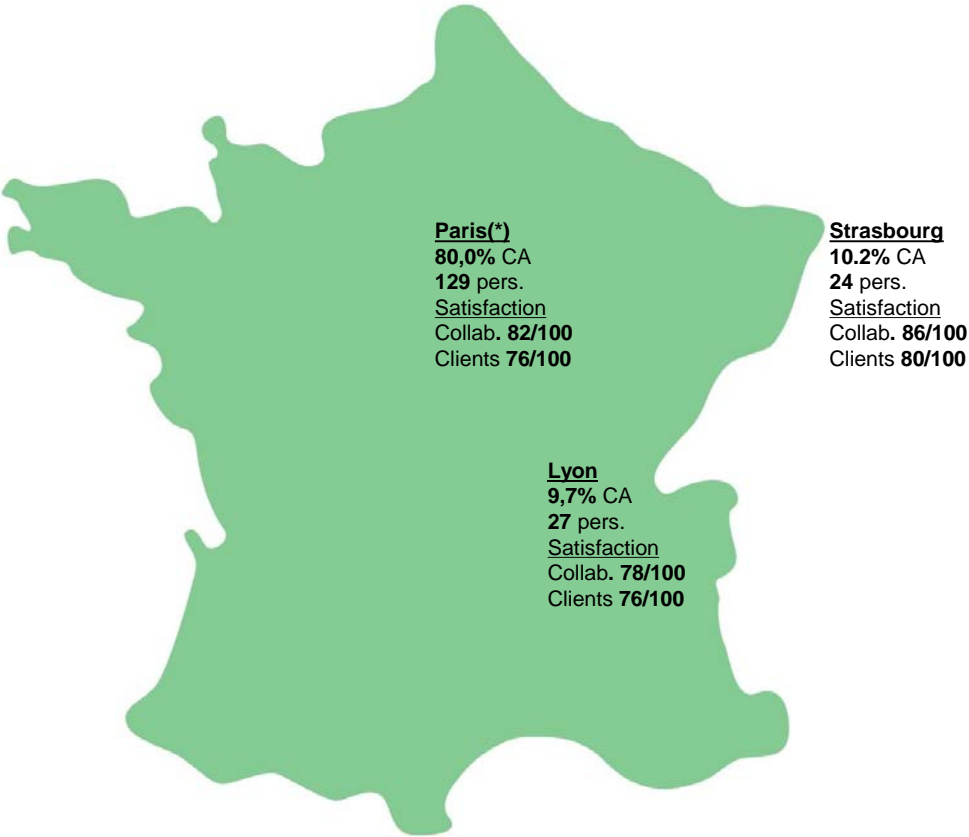 Paris(*)
80,0% CA
129 pers.
Satisfaction
Collab. 82/100
Clients 76/100
Strasbourg
10.2% CA
24 pers.
Satisfaction
Collab. 86/100
Clients 80/100
Lyon
9,7% CA
27 pers.
Satisfaction
Collab. 78/100
Clients 76/100